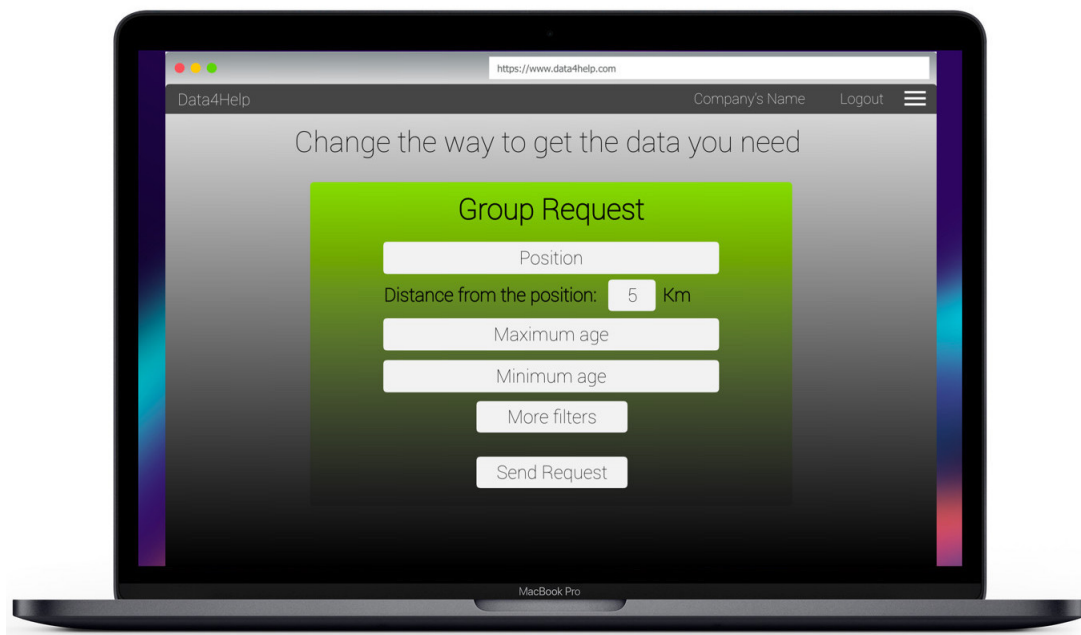 https://www.data4help.com
Data4Help Company's Name Logout
Change the way to get the data you need
Group Request
Position
Distance from the position: 5 Km
Maximum age
Minimum age
More filters
Send Request
MacBook Pro